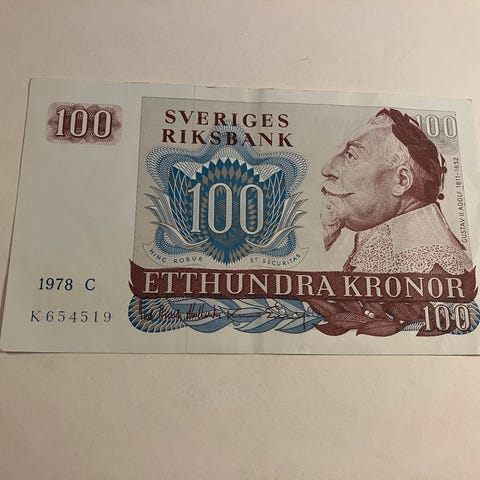 100
SVERIGES
RIKSBANK
100
100
HINC ROBUR ET SECURITAS
GUSTAV II ADOLF 1611-1632
1978 C
ETTHUNDRA KRONOR
K654519
100